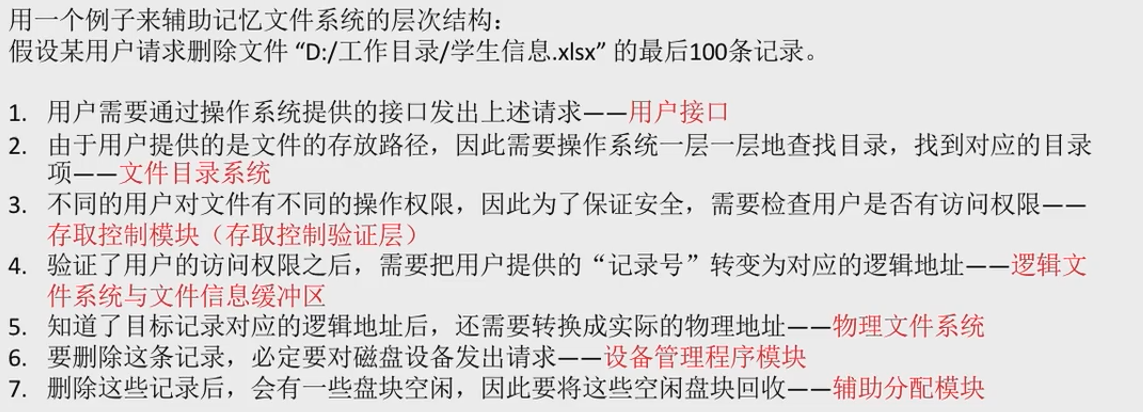 用一个例子来辅助记忆文件系统的层次结构：
假设某用户请求删除文件 “D:/工作目录/学生信息.xlsx” 的最后100条记录。
1. 用户需要通过操作系统提供的接口发出上述请求——用户接口
2. 由于用户提供的是文件的存放路径，因此需要操作系统一层一层地查找目录，找到对应的目录
项——文件目录系统
3. 不同的用户对文件有不同的操作权限，因此为了保证安全，需要检查用户是否有访问权限——
存取控制模块（存取控制验证层）
4. 验证了用户的访问权限之后，需要把用户提供的“记录号”转变为对应的逻辑地址——逻辑文
件系统与文件信息缓冲区
5. 知道了目标记录对应的逻辑地址后，还需要转换成实际的物理地址——物理文件系统
6. 要删除这条记录，必定要对磁盘设备发出请求——设备管理程序模块
7. 删除这些记录后，会有一些盘块空闲，因此要将这些空闲盘块回收——辅助分配模块